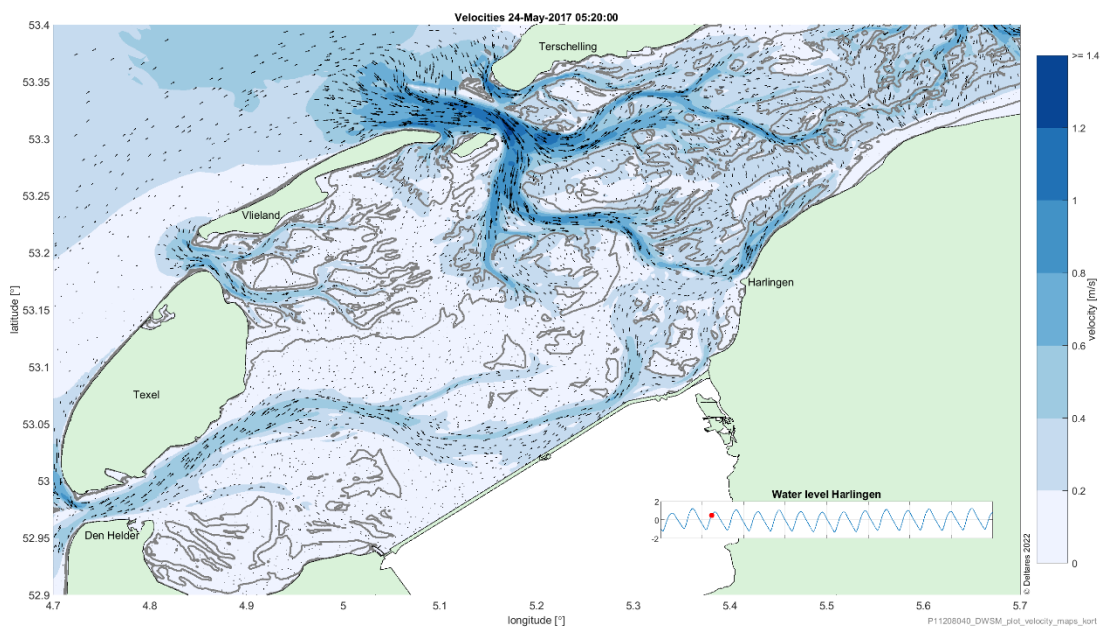 Velocities 24-May-2017 05:20:00
53.4
53.35
53.3
53.25
53.2
53.15
53.1
53.05
53
52.95
52.9
latitude [°]
Terschelling
Vlieland
Harlingen
Texel
Den Helder
Water level Harlingen
2
0
-2
4.7
4.8
4.9
5
5.1
5.2
5.3
5.4
5.5
5.6
5.7
longitude [°]
>= 1.4
1.2
1
0.8
0.6
0.4
0.2
0
velocity [m/s]
© Deltares 2022
P11208040_DWSM_plot_velocity_maps_kort